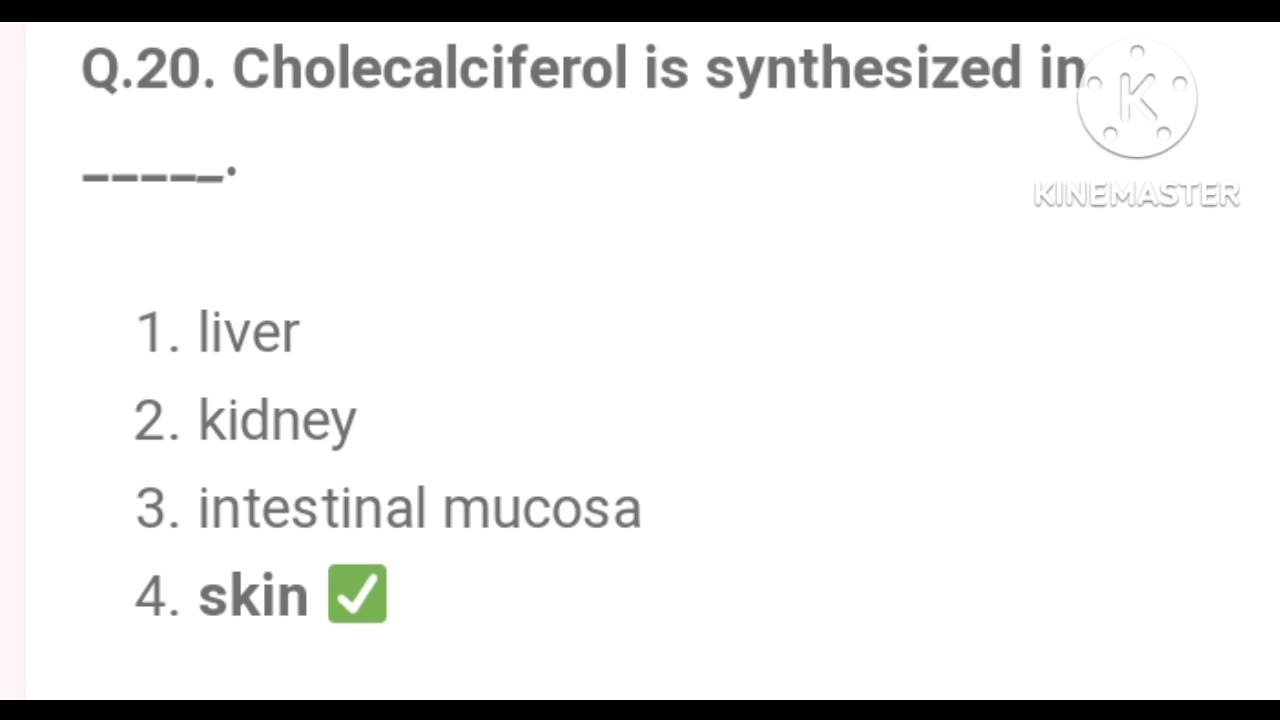 Q.20. Cholecalciferol is synthesized in
_____.
K
KINEMASTER
1. liver
2. kidney
3. intestinal mucosa
4. skin ✅